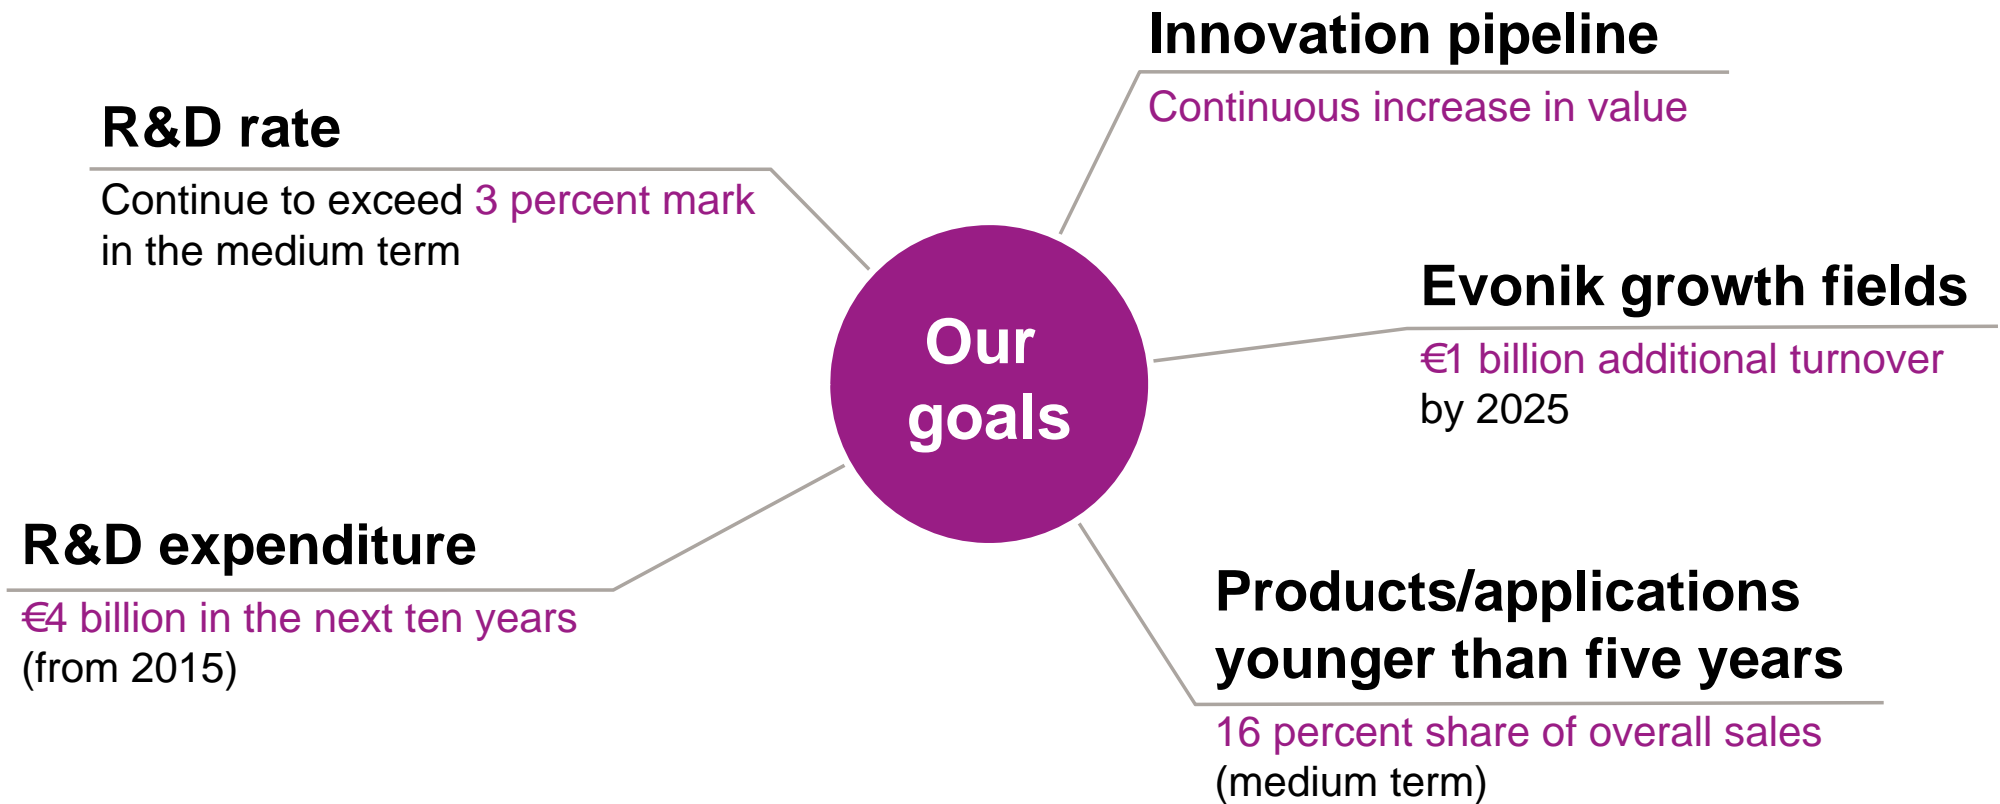 Innovation pipeline
Continuous increase in value
R&D rate
Continue to exceed 3 percent mark
in the medium term
Evonik growth fields
€1 billion additional turnover
by 2025
Our
goals
R&D expenditure
€4 billion in the next ten years
(from 2015)
Products/applications
younger than five years
16 percent share of overall sales
(medium term)